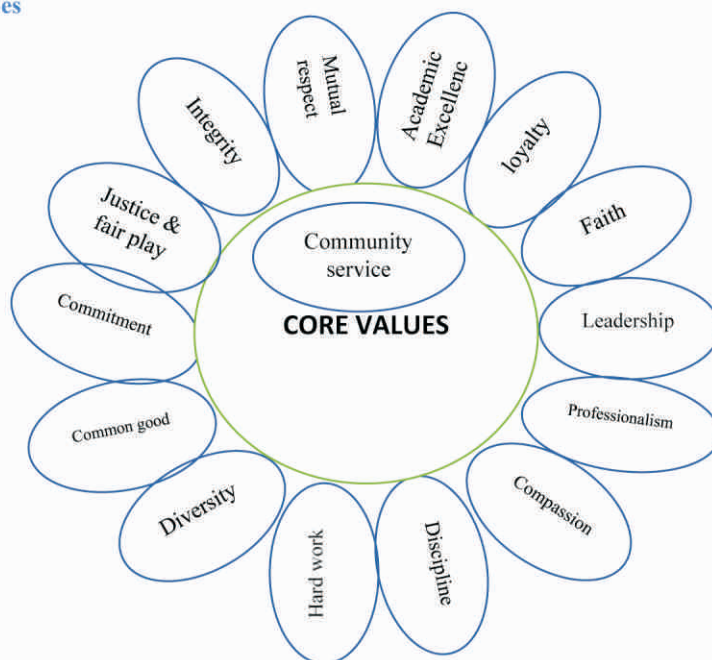 es
Mutual
respect
Academic
Excellenc
loyalty
Faith
Leadership
Professionalism
Compassion
Discipline
Hard work
Diversity
Common good
Commitment
Justice &
fair play
Integrity
Community
service
CORE VALUES